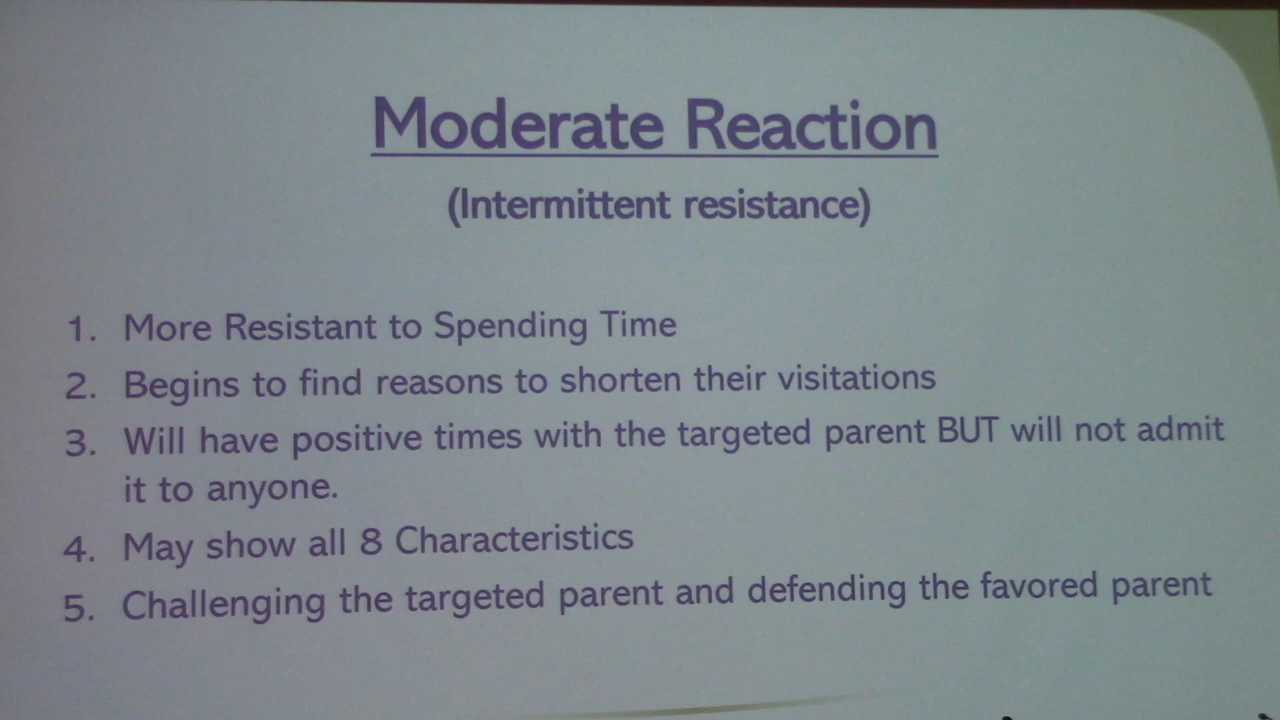 Moderate Reaction
(Intermittent resistance)
1. More Resistant to Spending Time
2. Begins to find reasons to shorten their visitations
3. Will have positive times with the targeted parent BUT will not admit
it to anyone.
4. May show all 8 Characteristics
5. Challenging the targeted parent and defending the favored parent